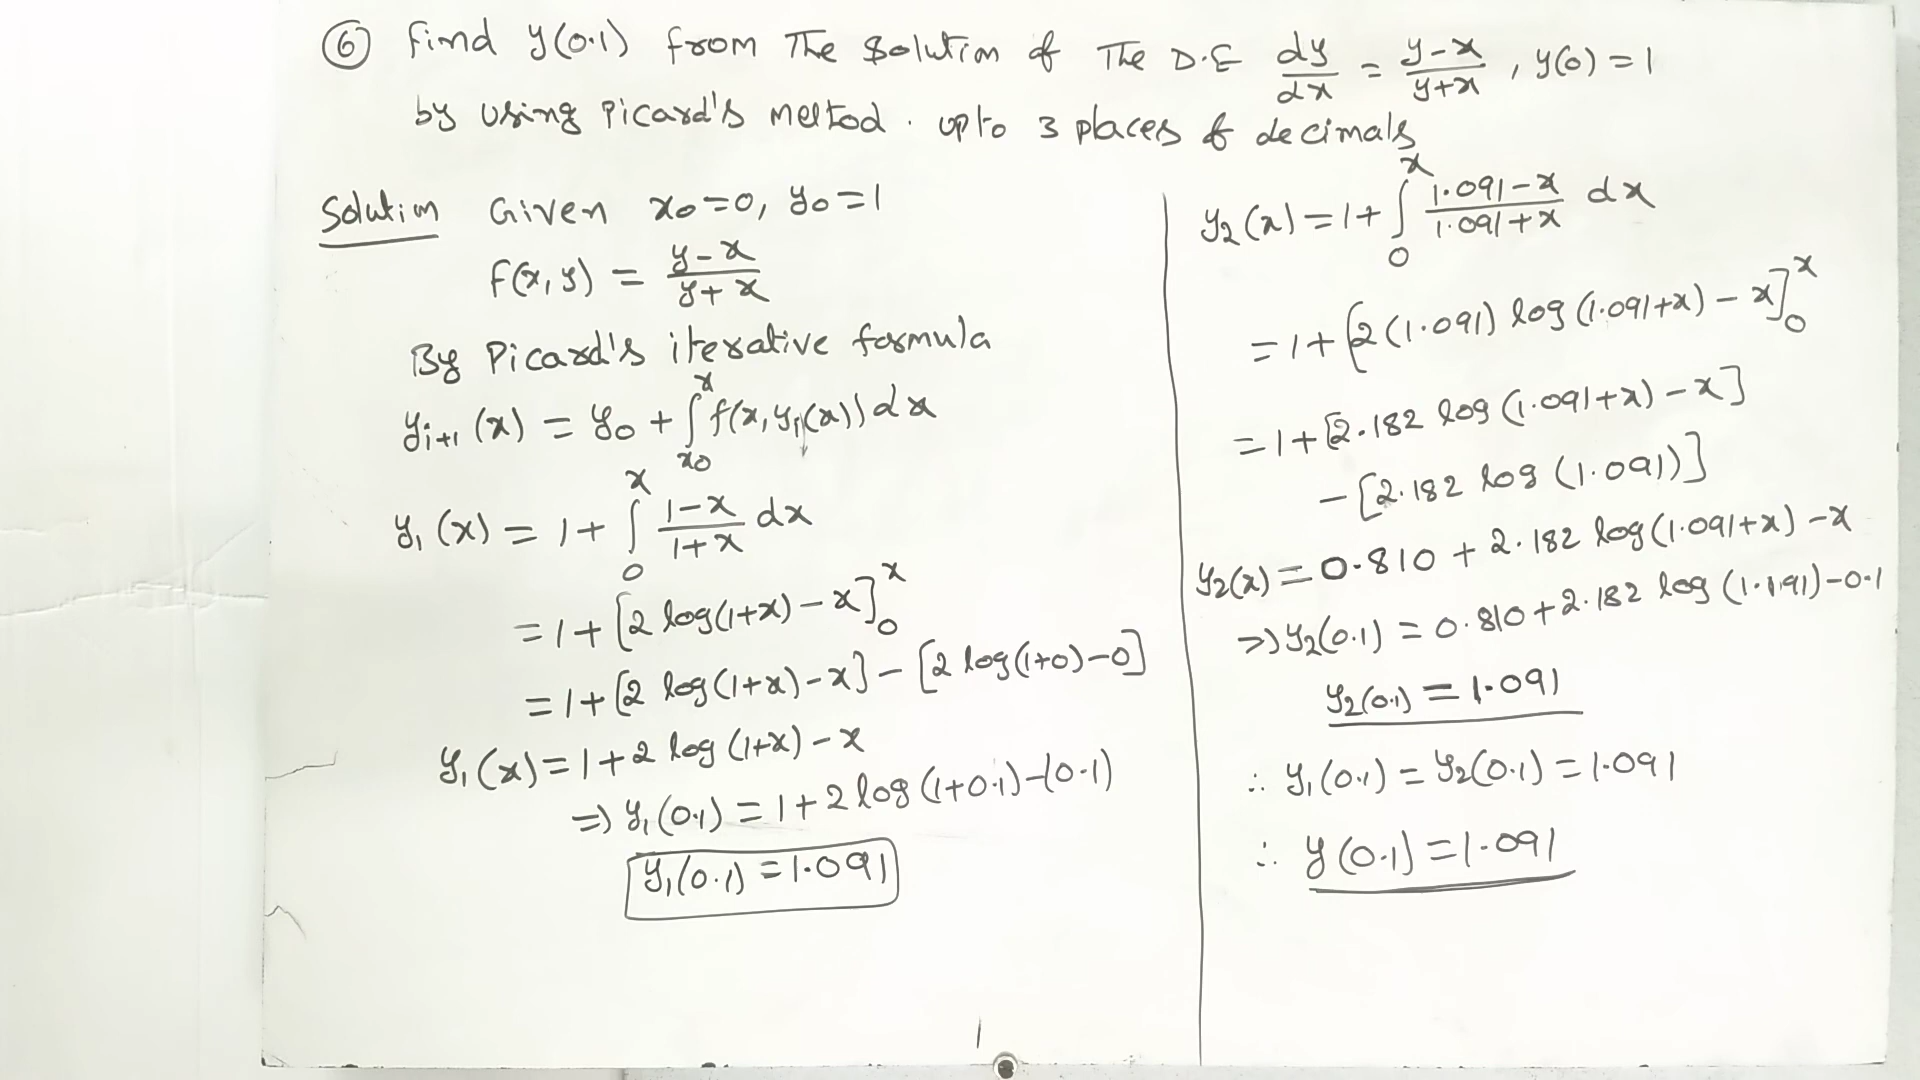 ⑥ Find y(0.1) from The Solution of The D.E dy/dx = (y-x)/(y+x), y(0) = 1
by using Picard's method. upto 3 places of decimals
Solution Given x₀=0, y₀=1
f(x,y) = (y-x)/(y+x)
By Picard's iterative formula
yᵢ₊₁(x) = y₀ + ∫ₓ₀ˣ f(x,yᵢ(x))dx
y₁(x) = 1+ ∫₀ˣ (1-x)/(1+x) dx
= 1+[2 log(1+x)-x]₀ˣ
= 1+[2 log(1+x)-x]-[2 log(1+0)-0]
y₁(x)=1+2 log(1+x)-x
⇒ y₁(0.1) = 1+2log(1+0.1)-(0.1)
y₁(0.1) = 1.091
y₂(x) = 1+ ∫₀ˣ (1.091-x)/(1.091+x) dx
= 1+[2(1.091) log(1.091+x)-x]₀ˣ
= 1+[2.182 log(1.091+x)-x]
-[2.182 log(1.091)]
y₂(x) = 0.810 + 2.182 log(1.091+x)-x
⇒ y₂(0.1) = 0.810+2.182 log(1.191)-0.1
y₂(0.1) = 1.091
∴ y₁(0.1) = y₂(0.1) = 1.091
∴ y(0.1) = 1.091